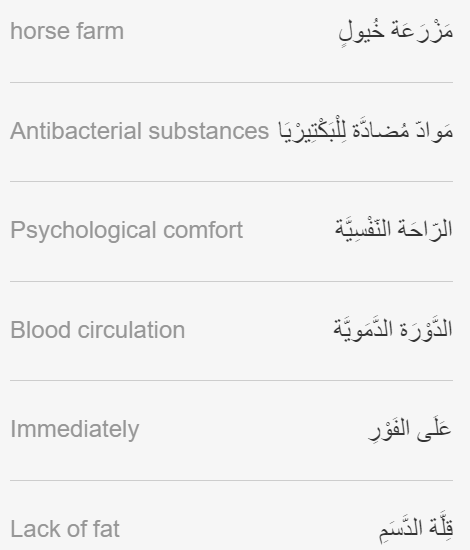 horse farm مَزْرَعَة خُيولٍ
Antibacterial substances مَوادّ مُضادَّة لِلْبَكْتِيرْيَا
Psychological comfort الرّاحَة النّفْسِيَّة
Blood circulation الدَّوْرَة الدَّمَويَّة
Immediately عَلَى الفَوْرِ
Lack of fat قِلَّة الدَّسَمِ